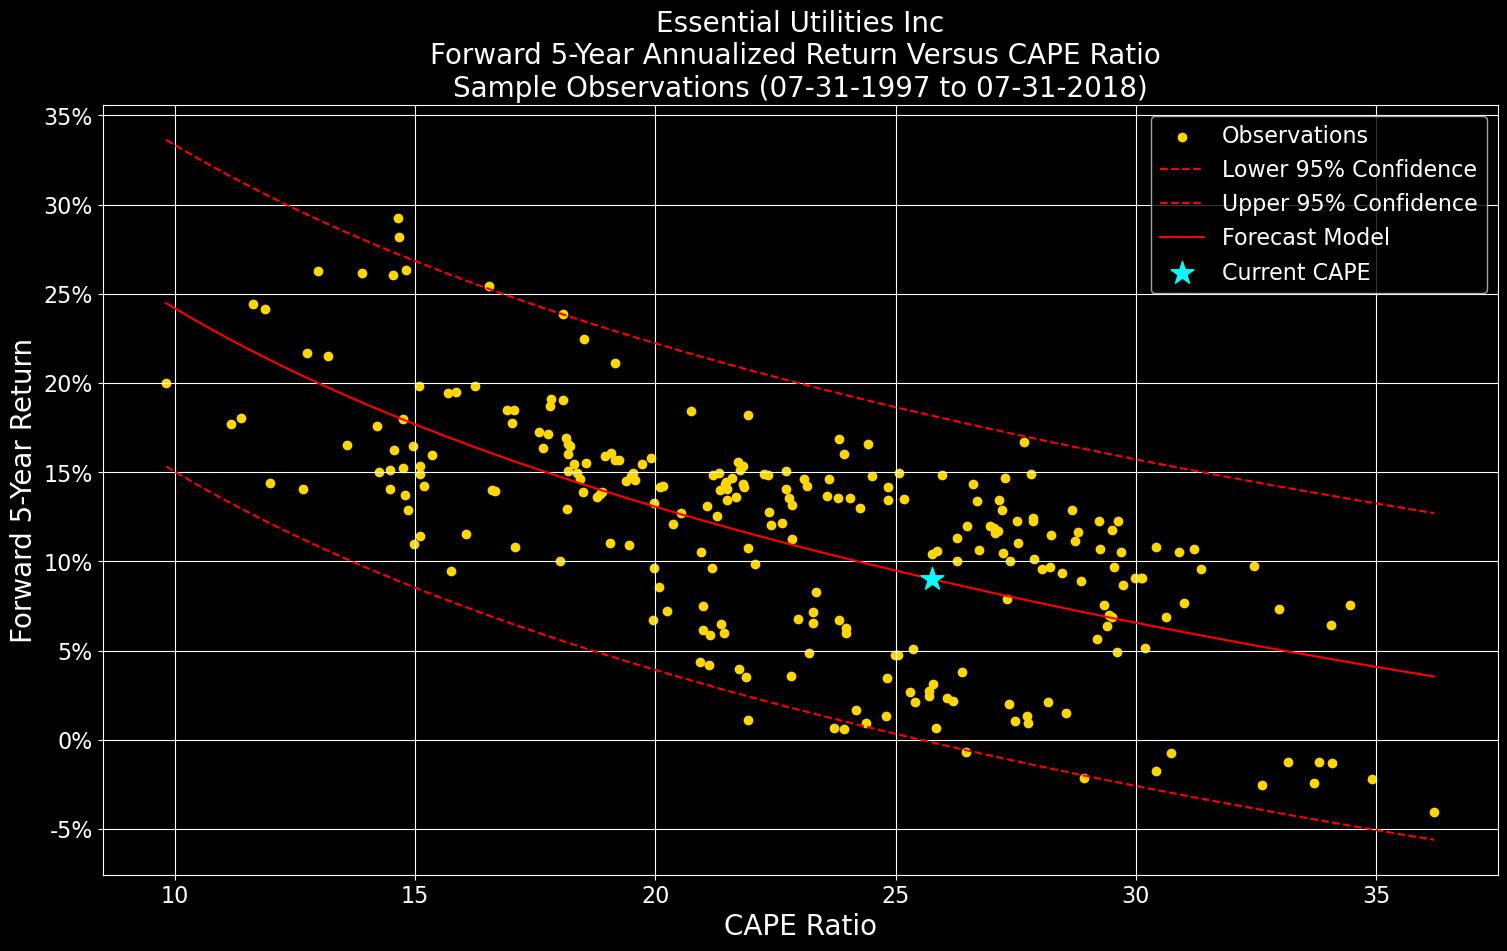 Essential Utilities Inc
Forward 5-Year Annualized Return Versus CAPE Ratio
Sample Observations (07-31-1997 to 07-31-2018)
Observations
Lower 95% Confidence
Upper 95% Confidence
Forecast Model
Current CAPE
Forward 5-Year Return
35%
30%
25%
20%
15%
10%
5%
0%
-5%
10 15 20 25 30 35
CAPE Ratio